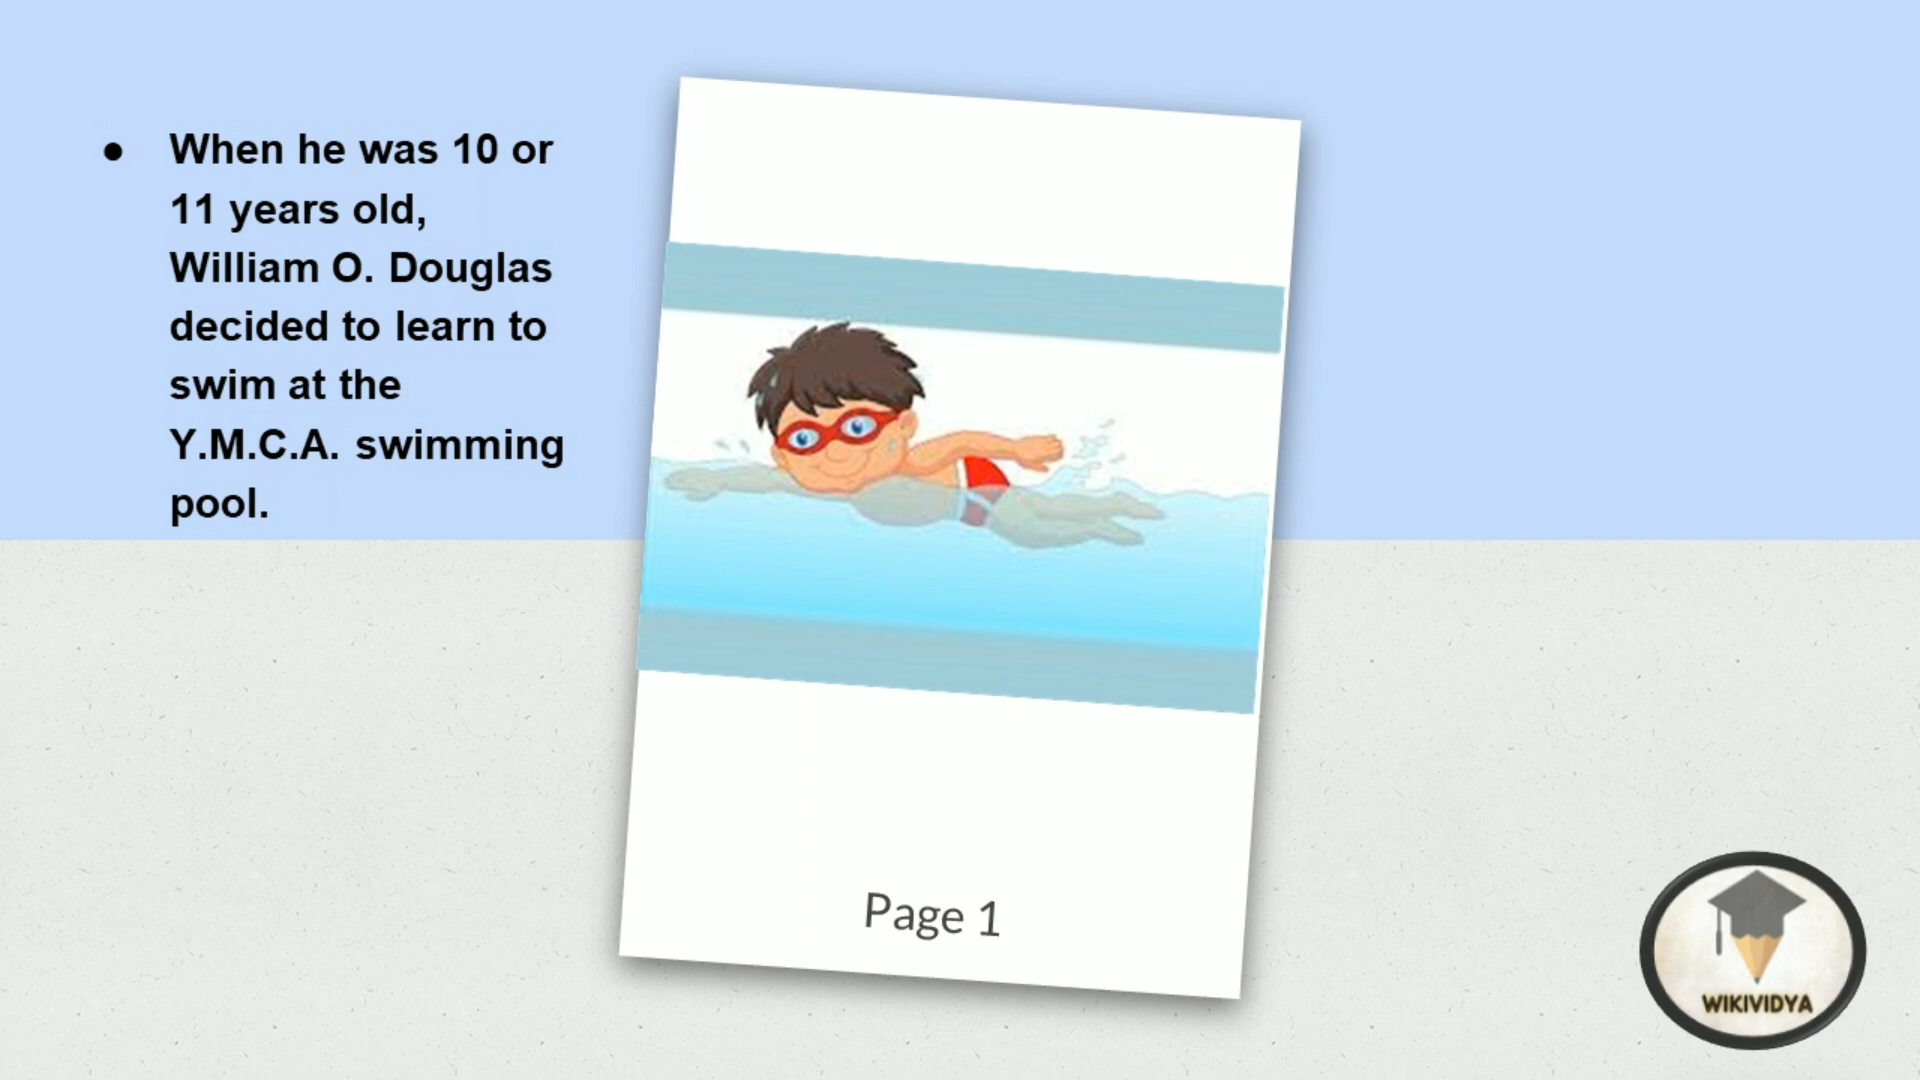 ● When he was 10 or
11 years old,
William O. Douglas
decided to learn to
swim at the
Y.M.C.A. swimming
pool.
Page 1
WIKIVIDYA